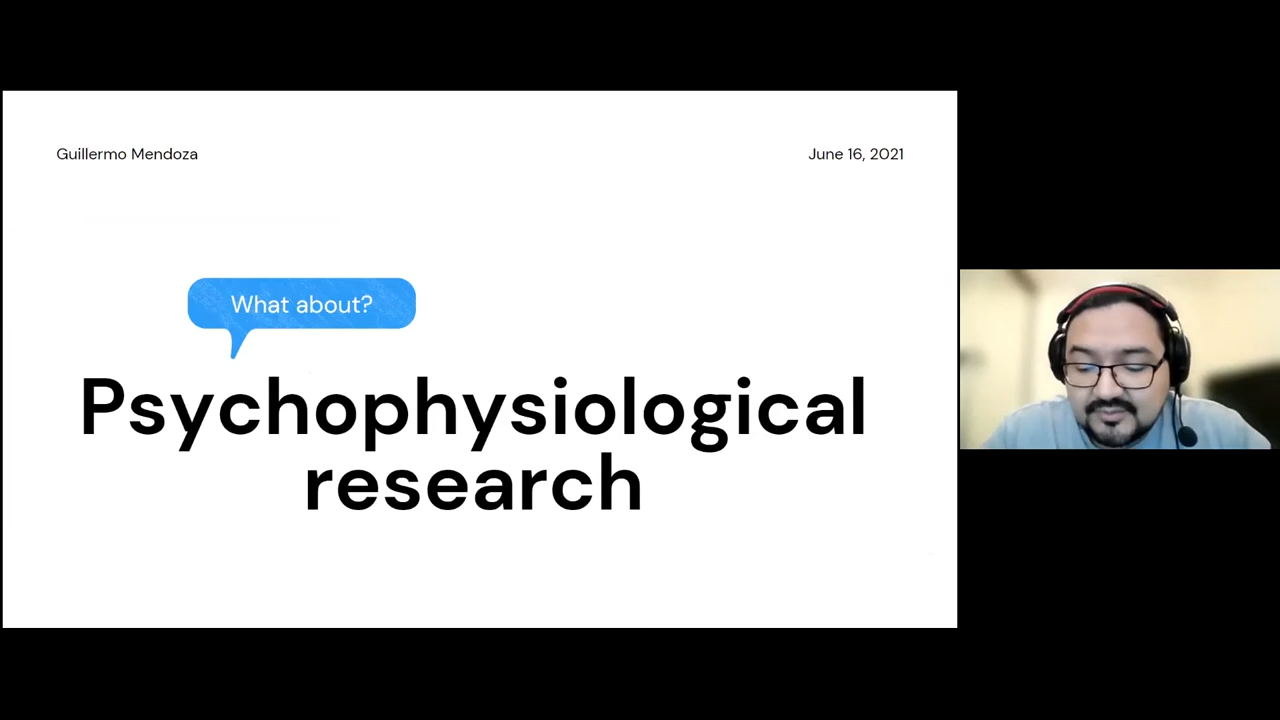 Guillermo Mendoza
June 16, 2021
What about?
Psychophysiological
research